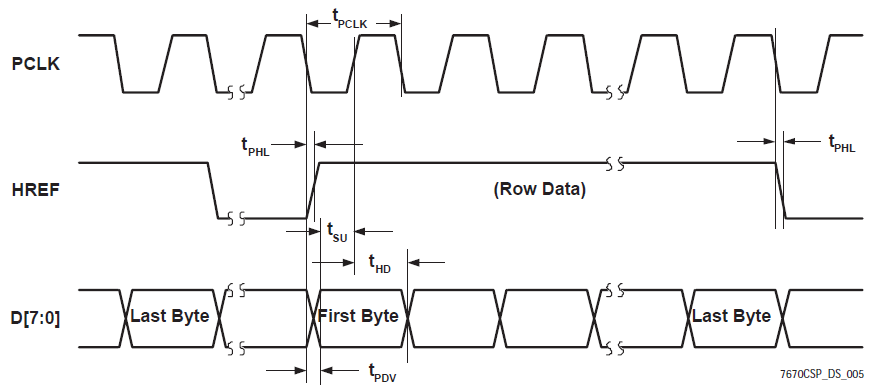 tPCLK
PCLK
tPHL
tPHL
HREF
(Row Data)
tSU
tHD
D[7:0]
Last Byte
First Byte
Last Byte
tPDV
7670CSP_DS_005